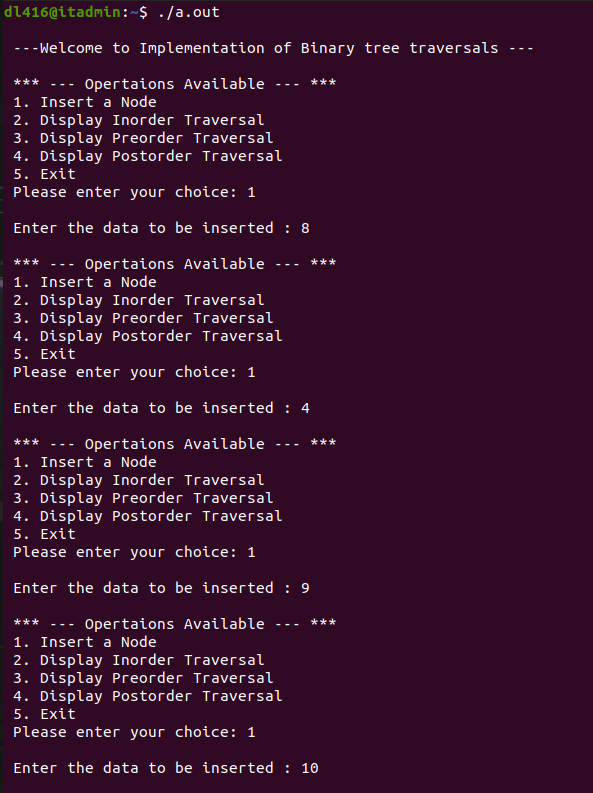 dl416@itadmin:~$ ./a.out
---Welcome to Implementation of Binary tree traversals ---
*** --- Opertaions Available --- ***
1. Insert a Node
2. Display Inorder Traversal
3. Display Preorder Traversal
4. Display Postorder Traversal
5. Exit
Please enter your choice: 1
Enter the data to be inserted : 8
*** --- Opertaions Available --- ***
1. Insert a Node
2. Display Inorder Traversal
3. Display Preorder Traversal
4. Display Postorder Traversal
5. Exit
Please enter your choice: 1
Enter the data to be inserted : 4
*** --- Opertaions Available --- ***
1. Insert a Node
2. Display Inorder Traversal
3. Display Preorder Traversal
4. Display Postorder Traversal
5. Exit
Please enter your choice: 1
Enter the data to be inserted : 9
*** --- Opertaions Available --- ***
1. Insert a Node
2. Display Inorder Traversal
3. Display Preorder Traversal
4. Display Postorder Traversal
5. Exit
Please enter your choice: 1
Enter the data to be inserted : 10